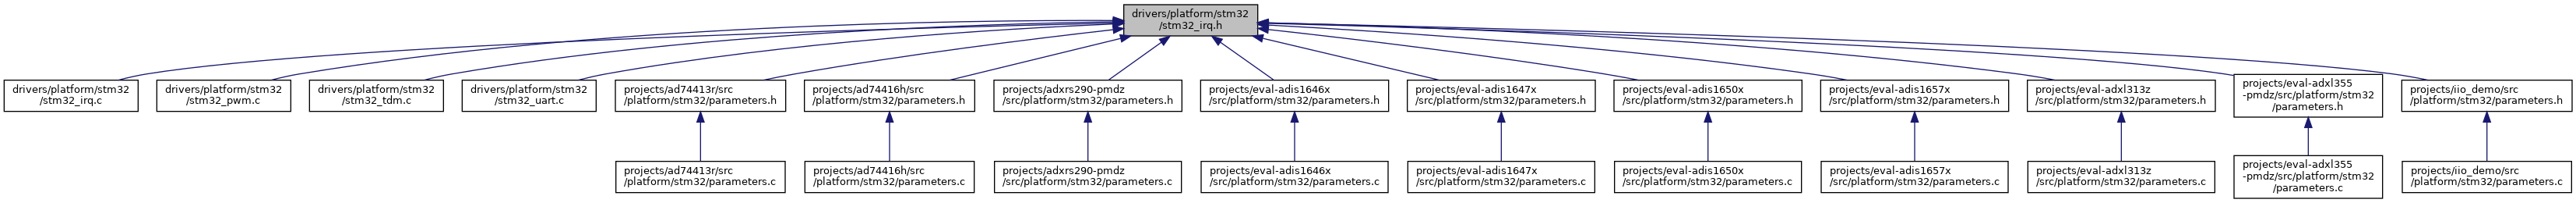 drivers/platform/stm32
/stm32_irq.h
drivers/platform/stm32
/stm32_irq.c
drivers/platform/stm32
/stm32_pwm.c
drivers/platform/stm32
/stm32_tdm.c
drivers/platform/stm32
/stm32_uart.c
projects/ad74413r/src
/platform/stm32/parameters.h
projects/ad74416h/src
/platform/stm32/parameters.h
projects/adxrs290-pmdz
/src/platform/stm32/parameters.h
projects/eval-adis1646x
/src/platform/stm32/parameters.h
projects/eval-adis1647x
/src/platform/stm32/parameters.h
projects/eval-adis1650x
/src/platform/stm32/parameters.h
projects/eval-adis1657x
/src/platform/stm32/parameters.h
projects/eval-adxl313z
/src/platform/stm32/parameters.h
projects/eval-adxl355
-pmdz/src/platform/stm32
/parameters.h
projects/iio_demo/src
/platform/stm32/parameters.h
projects/ad74413r/src
/platform/stm32/parameters.c
projects/ad74416h/src
/platform/stm32/parameters.c
projects/adxrs290-pmdz
/src/platform/stm32/parameters.c
projects/eval-adis1646x
/src/platform/stm32/parameters.c
projects/eval-adis1647x
/src/platform/stm32/parameters.c
projects/eval-adis1650x
/src/platform/stm32/parameters.c
projects/eval-adis1657x
/src/platform/stm32/parameters.c
projects/eval-adxl313z
/src/platform/stm32/parameters.c
projects/eval-adxl355
-pmdz/src/platform/stm32
/parameters.c
projects/iio_demo/src
/platform/stm32/parameters.c